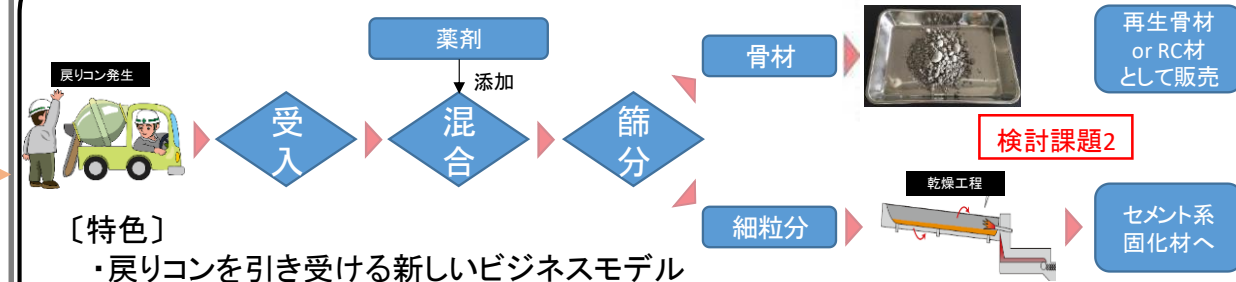 薬剤
添加
戻りコン発生
受
入
混
合
篩
分
骨材
再生骨材
or RC材
として販売
検討課題2
細粒分
乾燥工程
セメント系
固化材へ
〔特色〕
・戻りコンを引き受ける新しいビジネスモデル